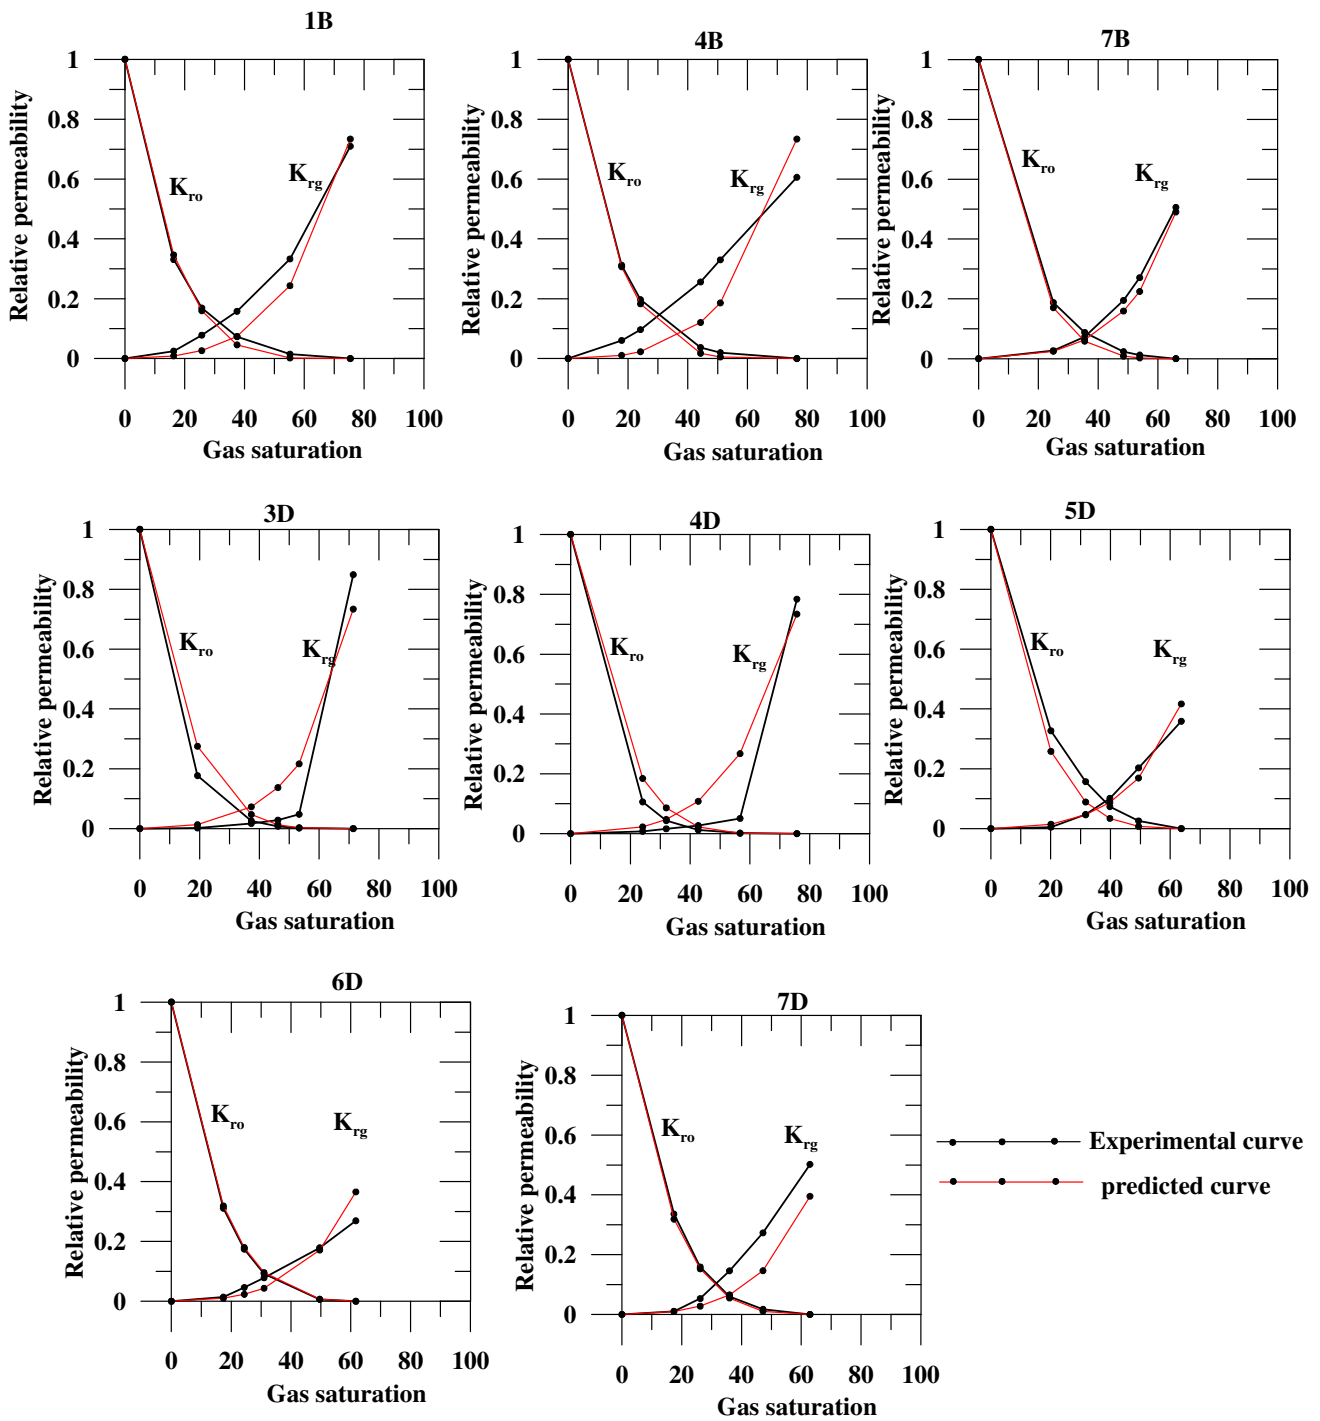 1B
4B
7B
1
0.8
0.6
0.4
0.2
0
Relative permeability
Kro
Krg
0 20 40 60 80 100
Gas saturation
1
0.8
0.6
0.4
0.2
0
Relative permeability
Kro
Krg
0 20 40 60 80 100
Gas saturation
1
0.8
0.6
0.4
0.2
0
Relative permeability
Kro
Krg
0 20 40 60 80 100
Gas saturation
3D
4D
5D
1
0.8
0.6
0.4
0.2
0
Relative permeability
Kro
Krg
0 20 40 60 80 100
Gas saturation
1
0.8
0.6
0.4
0.2
0
Relative permeability
Kro
Krg
0 20 40 60 80 100
Gas saturation
1
0.8
0.6
0.4
0.2
0
Relative permeability
Kro
Krg
0 20 40 60 80 100
Gas saturation
6D
7D
1
0.8
0.6
0.4
0.2
0
Relative permeability
Kro
Krg
0 20 40 60 80 100
Gas saturation
1
0.8
0.6
0.4
0.2
0
Relative permeability
Kro
Krg
0 20 40 60 80 100
Gas saturation
Experimental curve
predicted curve